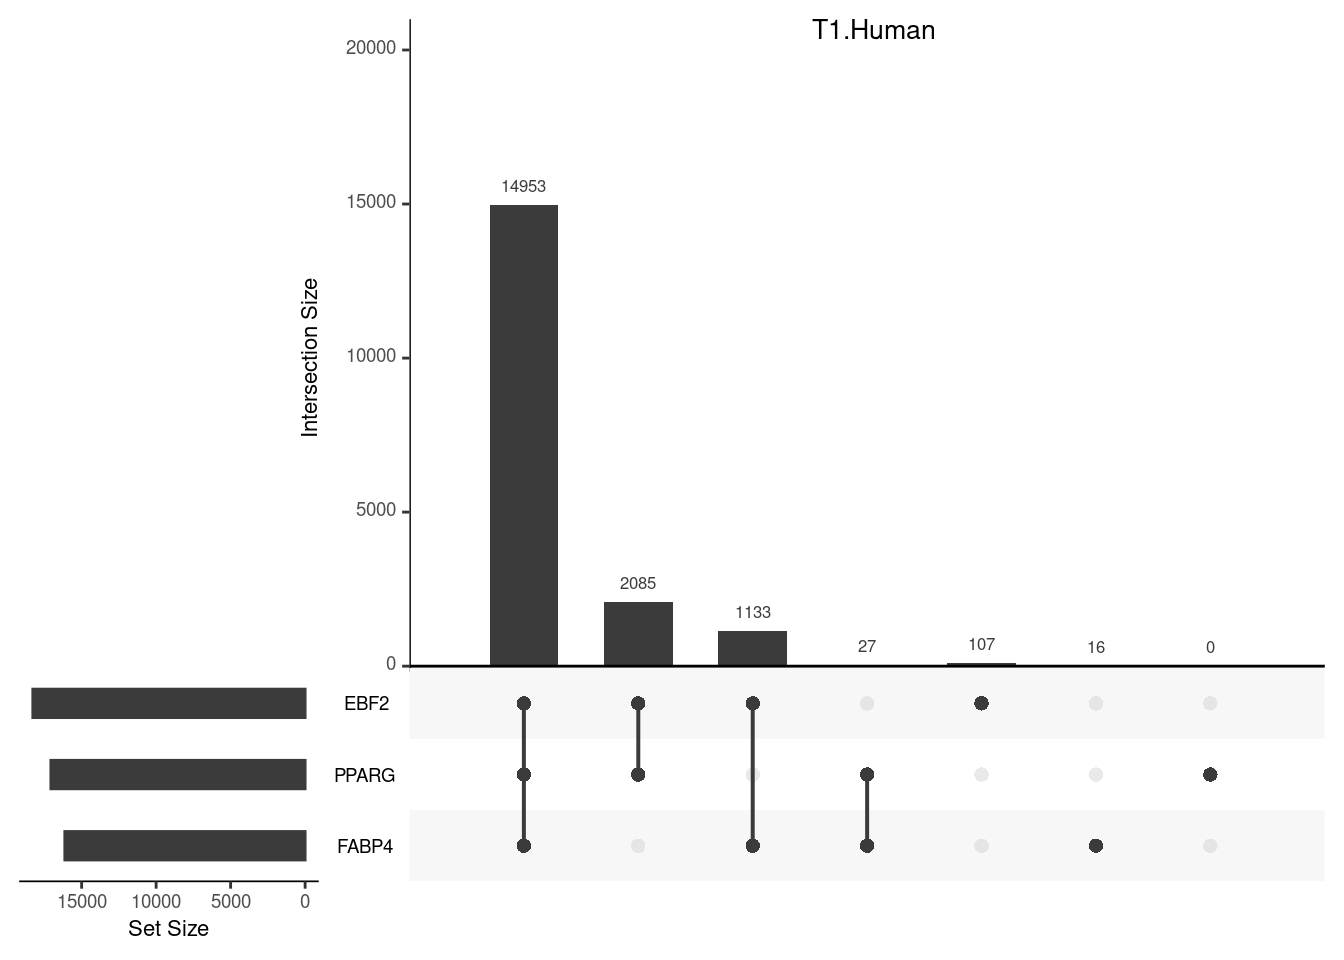 T1.Human
20000
15000
10000
5000
0
Intersection Size
14953
2085
1133
27
107
16
0
EBF2
PPARG
FABP4
15000 10000 5000 0
Set Size